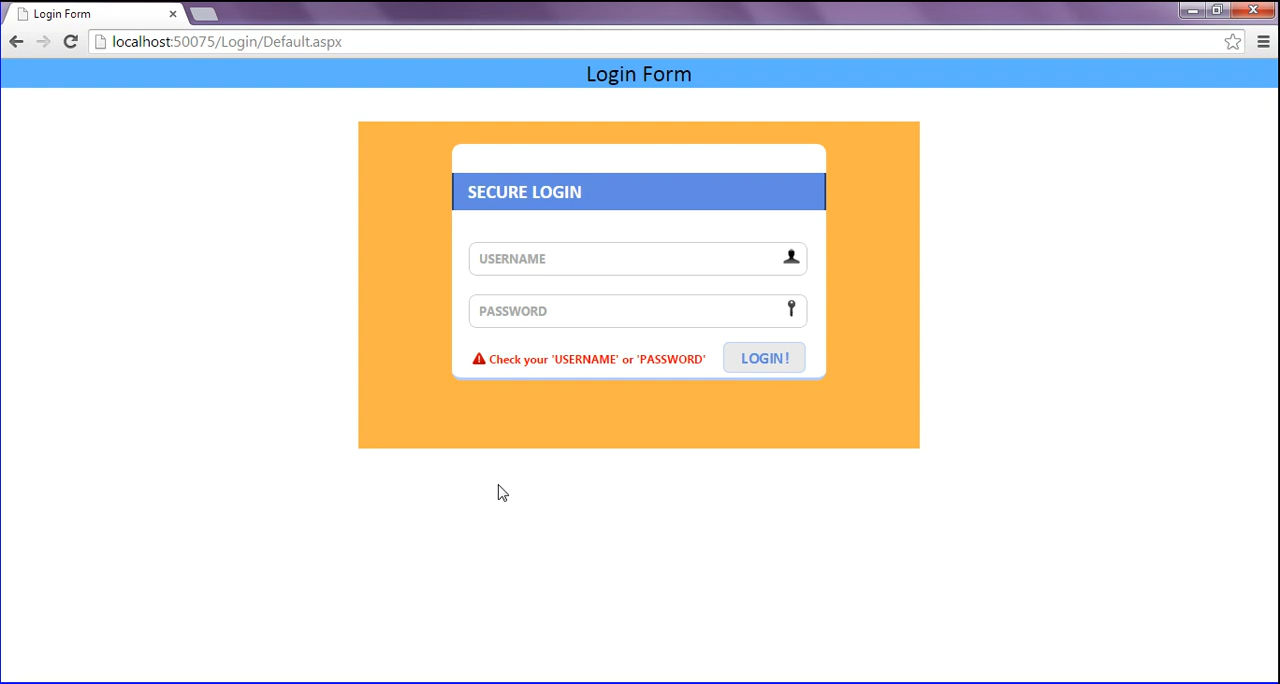 Login Form
localhost:50075/Login/Default.aspx
Login Form
SECURE LOGIN
USERNAME
PASSWORD
Check your 'USERNAME' or 'PASSWORD'
LOGIN!